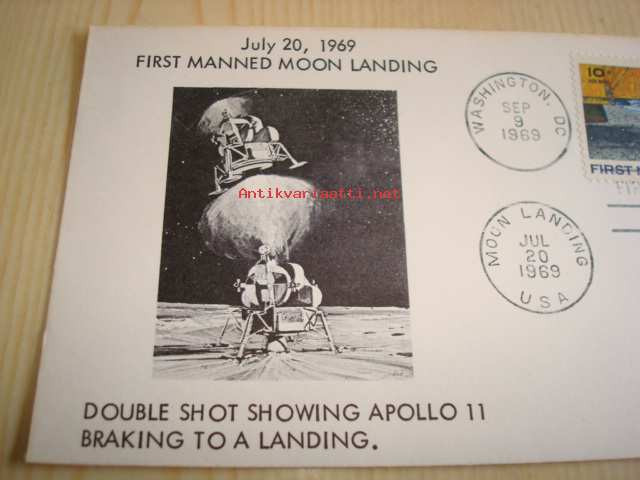 July 20, 1969
FIRST MANNED MOON LANDING
WASHINGTON, DC
SEP
9
1969
10¢
FIRST
MOON LANDING
JUL
20
1969
USA
Antikvariaatti.net
DOUBLE SHOT SHOWING APOLLO 11
BRAKING TO A LANDING.